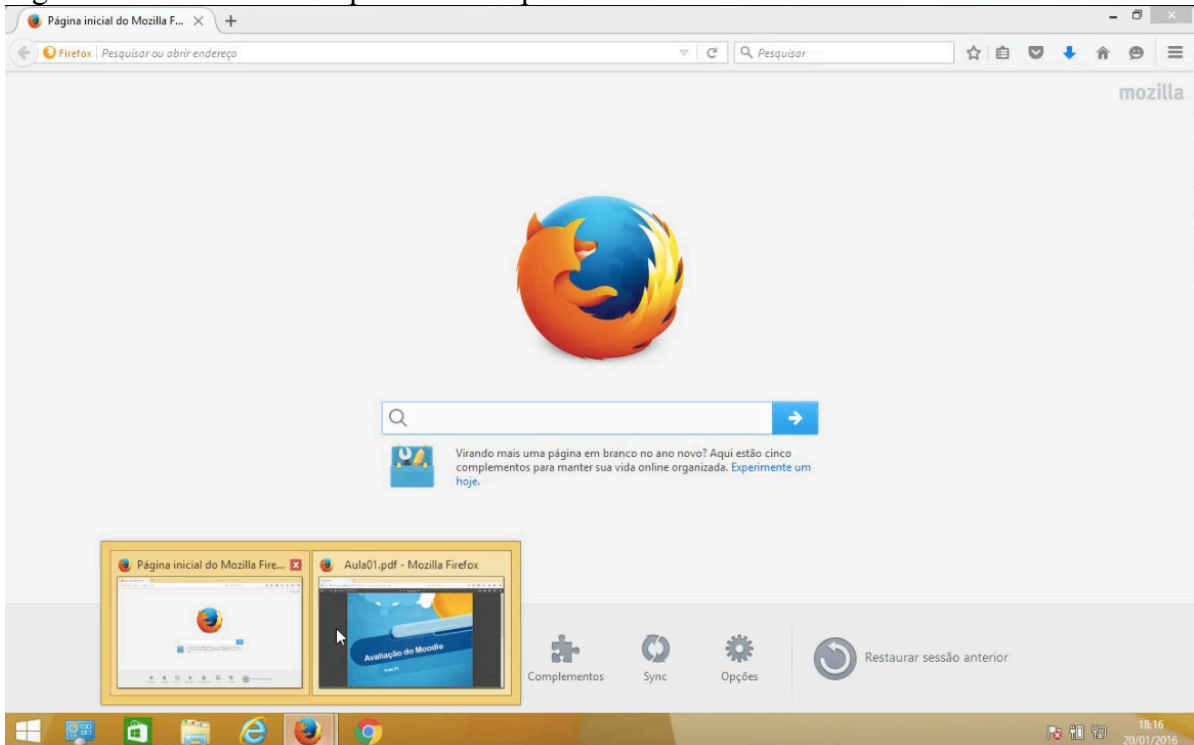 Página inicial do Mozilla F...
Firefox Pesquisar ou abrir endereço
Pesquisar
mozilla
Virando mais uma página em branco no ano novo? Aqui estão cinco
complementos para manter sua vida online organizada. Experimente um
hoje.
Página inicial do Mozilla Fire...
Aula01.pdf - Mozilla Firefox
Avaliação do Moodle
Complementos
Sync
Opções
Restaurar sessão anterior
18:16
20/01/2016